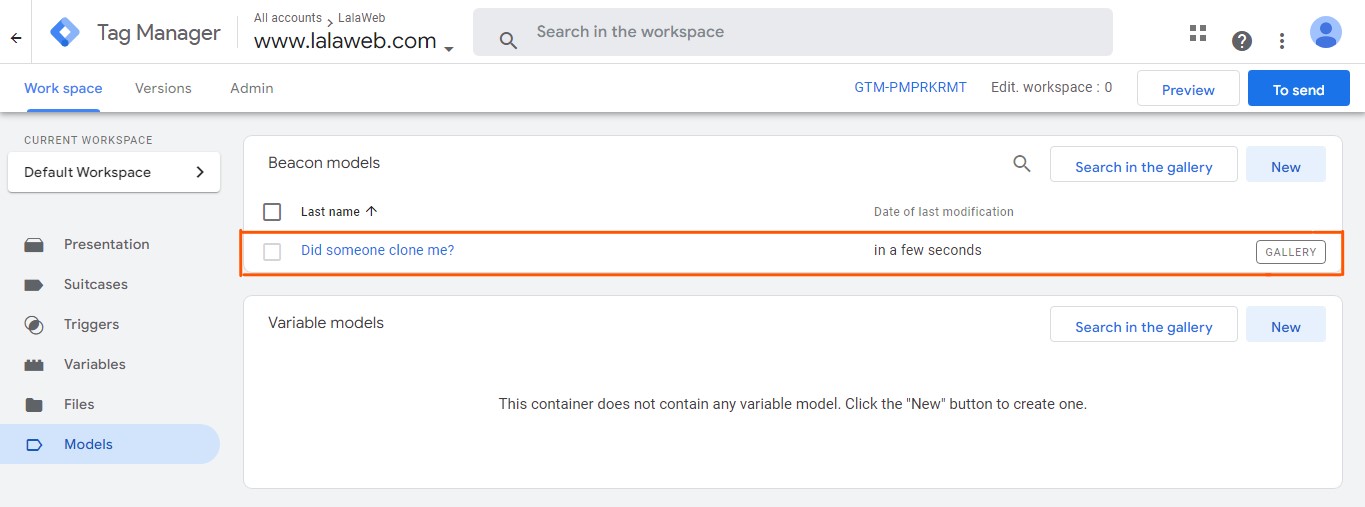 All accounts > LalaWeb
Tag Manager
www.lalaweb.com
Search in the workspace
Work space
Versions
Admin
GTM-PMPRKRMT
Edit. workspace : 0
Preview
To send
CURRENT WORKSPACE
Default Workspace
Presentation
Suitcases
Triggers
Variables
Files
Models
Beacon models
Search in the gallery
New
Last name
Date of last modification
Did someone clone me?
in a few seconds
GALLERY
Variable models
Search in the gallery
New
This container does not contain any variable model. Click the "New" button to create one.